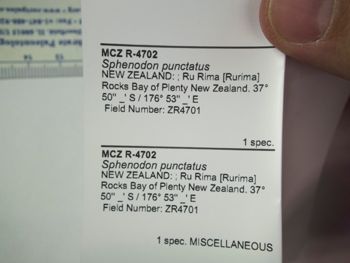 MCZ R-4702
Sphenodon punctatus
NEW ZEALAND: ; Ru Rima [Rurima]
Rocks Bay of Plenty New Zealand. 37°
50" _' S / 176° 53" _' E
Field Number: ZR4701
1 spec.
MCZ R-4702
Sphenodon punctatus
NEW ZEALAND: ; Ru Rima [Rurima]
Rocks Bay of Plenty New Zealand. 37°
50" _' S / 176° 53" _' E
Field Number: ZR4701
1 spec. MISCELLANEOUS